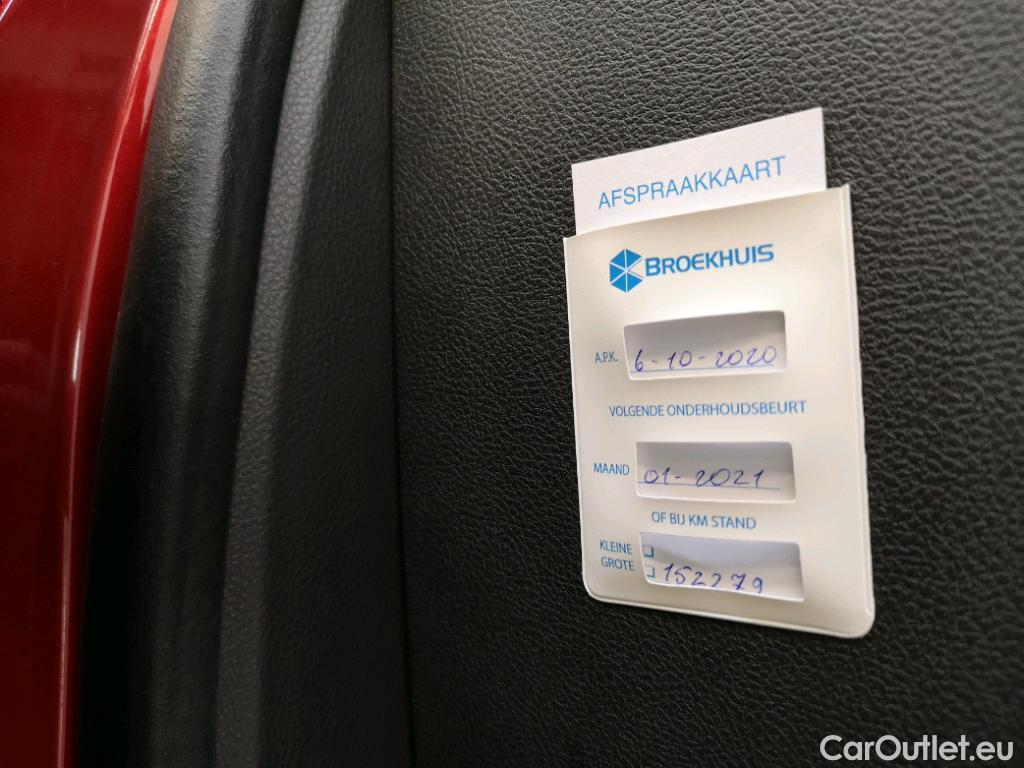 AFSPRAAKKAART
BROEKHUIS
A.P.K. 6-10-2020
VOLGENDE ONDERHOUDSBEURT
MAAND 01-2021
OF BIJ KM STAND
KLEINE
GROTE 152279
CarOutlet.eu